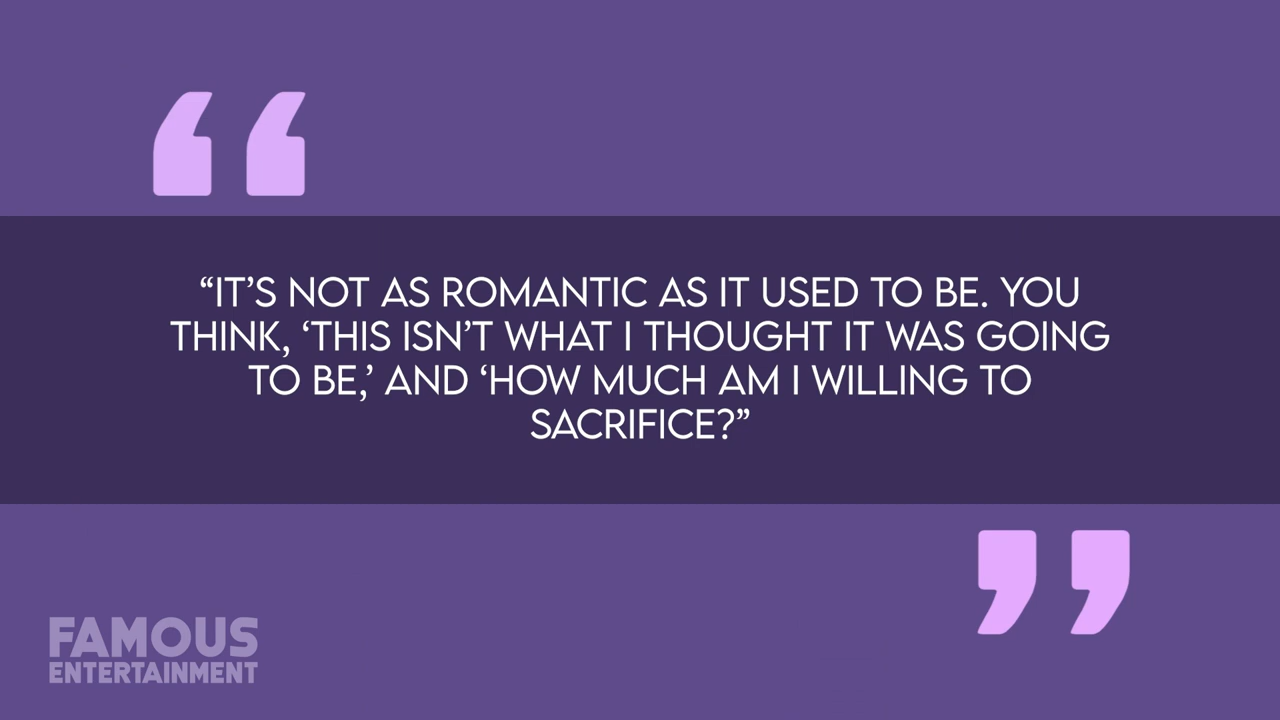 “IT’S NOT AS ROMANTIC AS IT USED TO BE. YOU
THINK, ‘THIS ISN’T WHAT I THOUGHT IT WAS GOING
TO BE,’ AND ‘HOW MUCH AM I WILLING TO
SACRIFICE?”
FAMOUS
ENTERTAINMENT